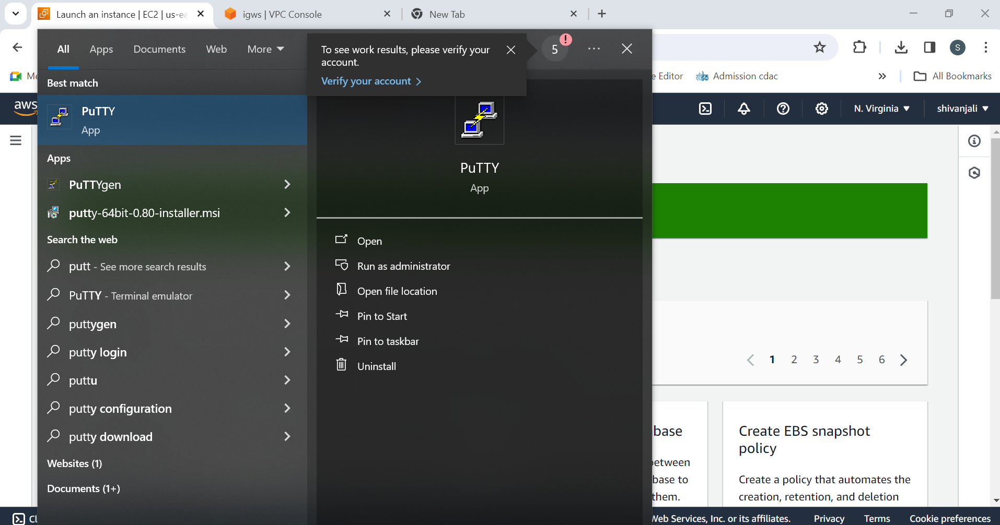 Launch an instance | EC2 | us-ea
igws | VPC Console
New Tab
All
Apps
Documents
Web
More
To see work results, please verify your
account.
Verify your account
5
!
S
Me
e Editor
Admission cdac
All Bookmarks
aws
N. Virginia
shivanjali
Best match
PuTTY
App
Apps
PuTTYgen
putty-64bit-0.80-installer.msi
Search the web
putt - See more search results
PuTTY - Terminal emulator
puttygen
putty login
puttu
putty configuration
putty download
Websites (1)
Documents (1+)
PuTTY
App
Open
Run as administrator
Open file location
Pin to Start
Pin to taskbar
Uninstall
1 2 3 4 5 6
base
between
base to
them.
Create EBS snapshot
policy
Create a policy that automates the
creation, retention, and deletion
Cl
Web Services, Inc. or its affiliates.
Privacy
Terms
Cookie preferences